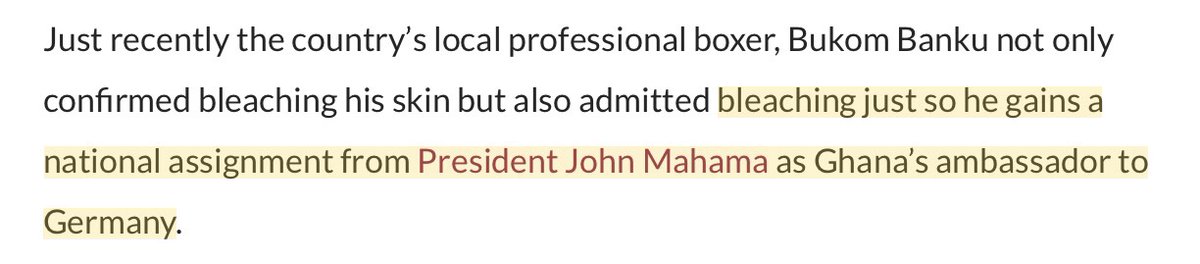 Just recently the country’s local professional boxer, Bukom Banku not only
confirmed bleaching his skin but also admitted bleaching just so he gains a
national assignment from President John Mahama as Ghana’s ambassador to
Germany.